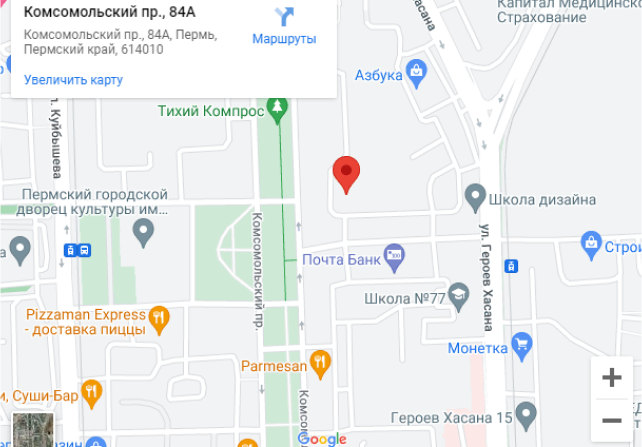 Комсомольский пр., 84А
Комсомольский пр., 84А, Пермь,
Пермский край, 614010
Маршруты
Увеличить карту
Капитал Медицинско
Страхование
Хасана
Азбука
Тихий Компрос
л. Куйбышева
Пермский городской
дворец культуры им...
Школа дизайна
Комсомольский пр.
ул. Героев Хасана
Почта Банк
Строи
Школа №77
Pizzaman Express
- доставка пиццы
Монетка
Parmesan
и, Суши-Бар
Комсо
Героев Хасана 15
Google